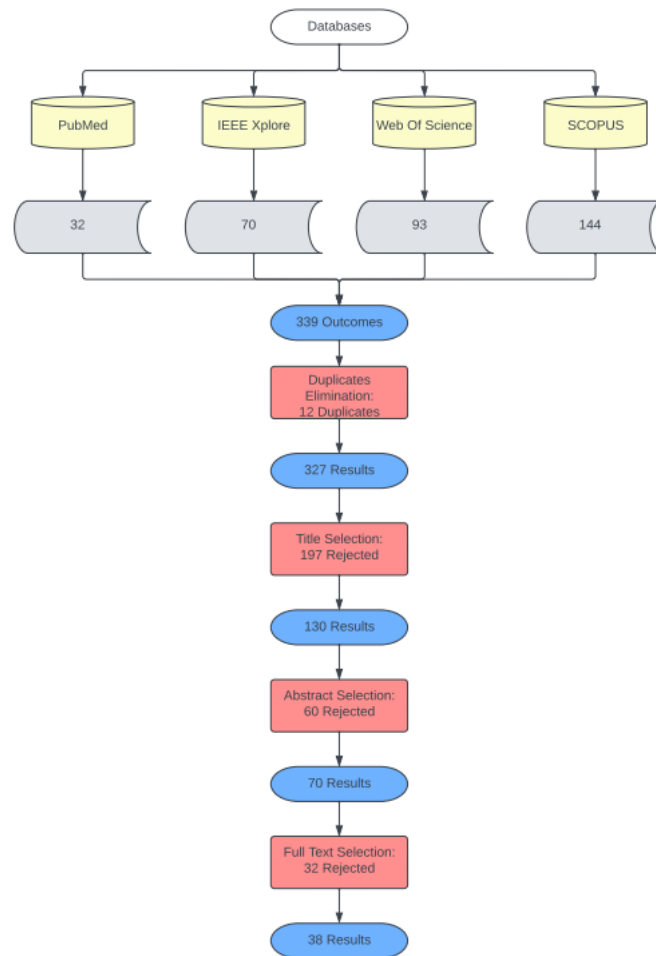 Databases
PubMed
IEEE Xplore
Web Of Science
SCOPUS
32
70
93
144
339 Outcomes
Duplicates
Elimination:
12 Duplicates
327 Results
Title Selection:
197 Rejected
130 Results
Abstract Selection:
60 Rejected
70 Results
Full Text Selection:
32 Rejected
38 Results